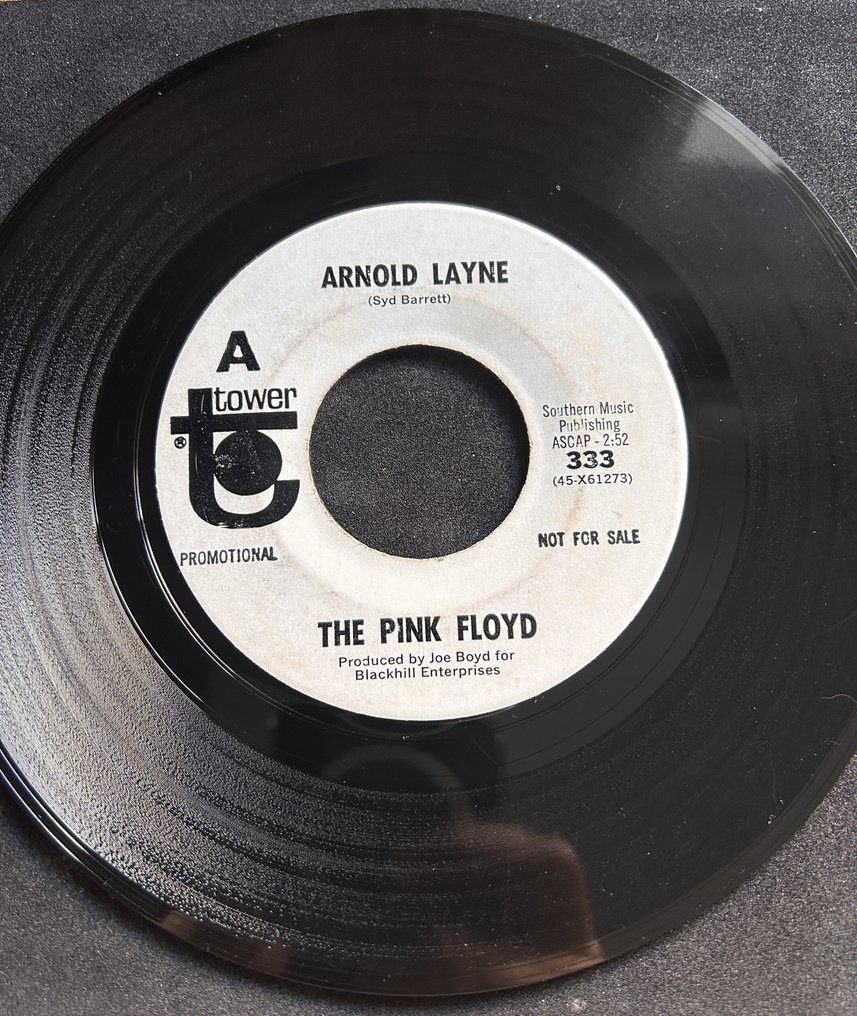 ARNOLD LAYNE
(Syd Barrett)
A
tower
®
Southern Music
Publishing
ASCAP - 2:52
333
(45-X61273)
PROMOTIONAL
NOT FOR SALE
THE PINK FLOYD
Produced by Joe Boyd for
Blackhill Enterprises